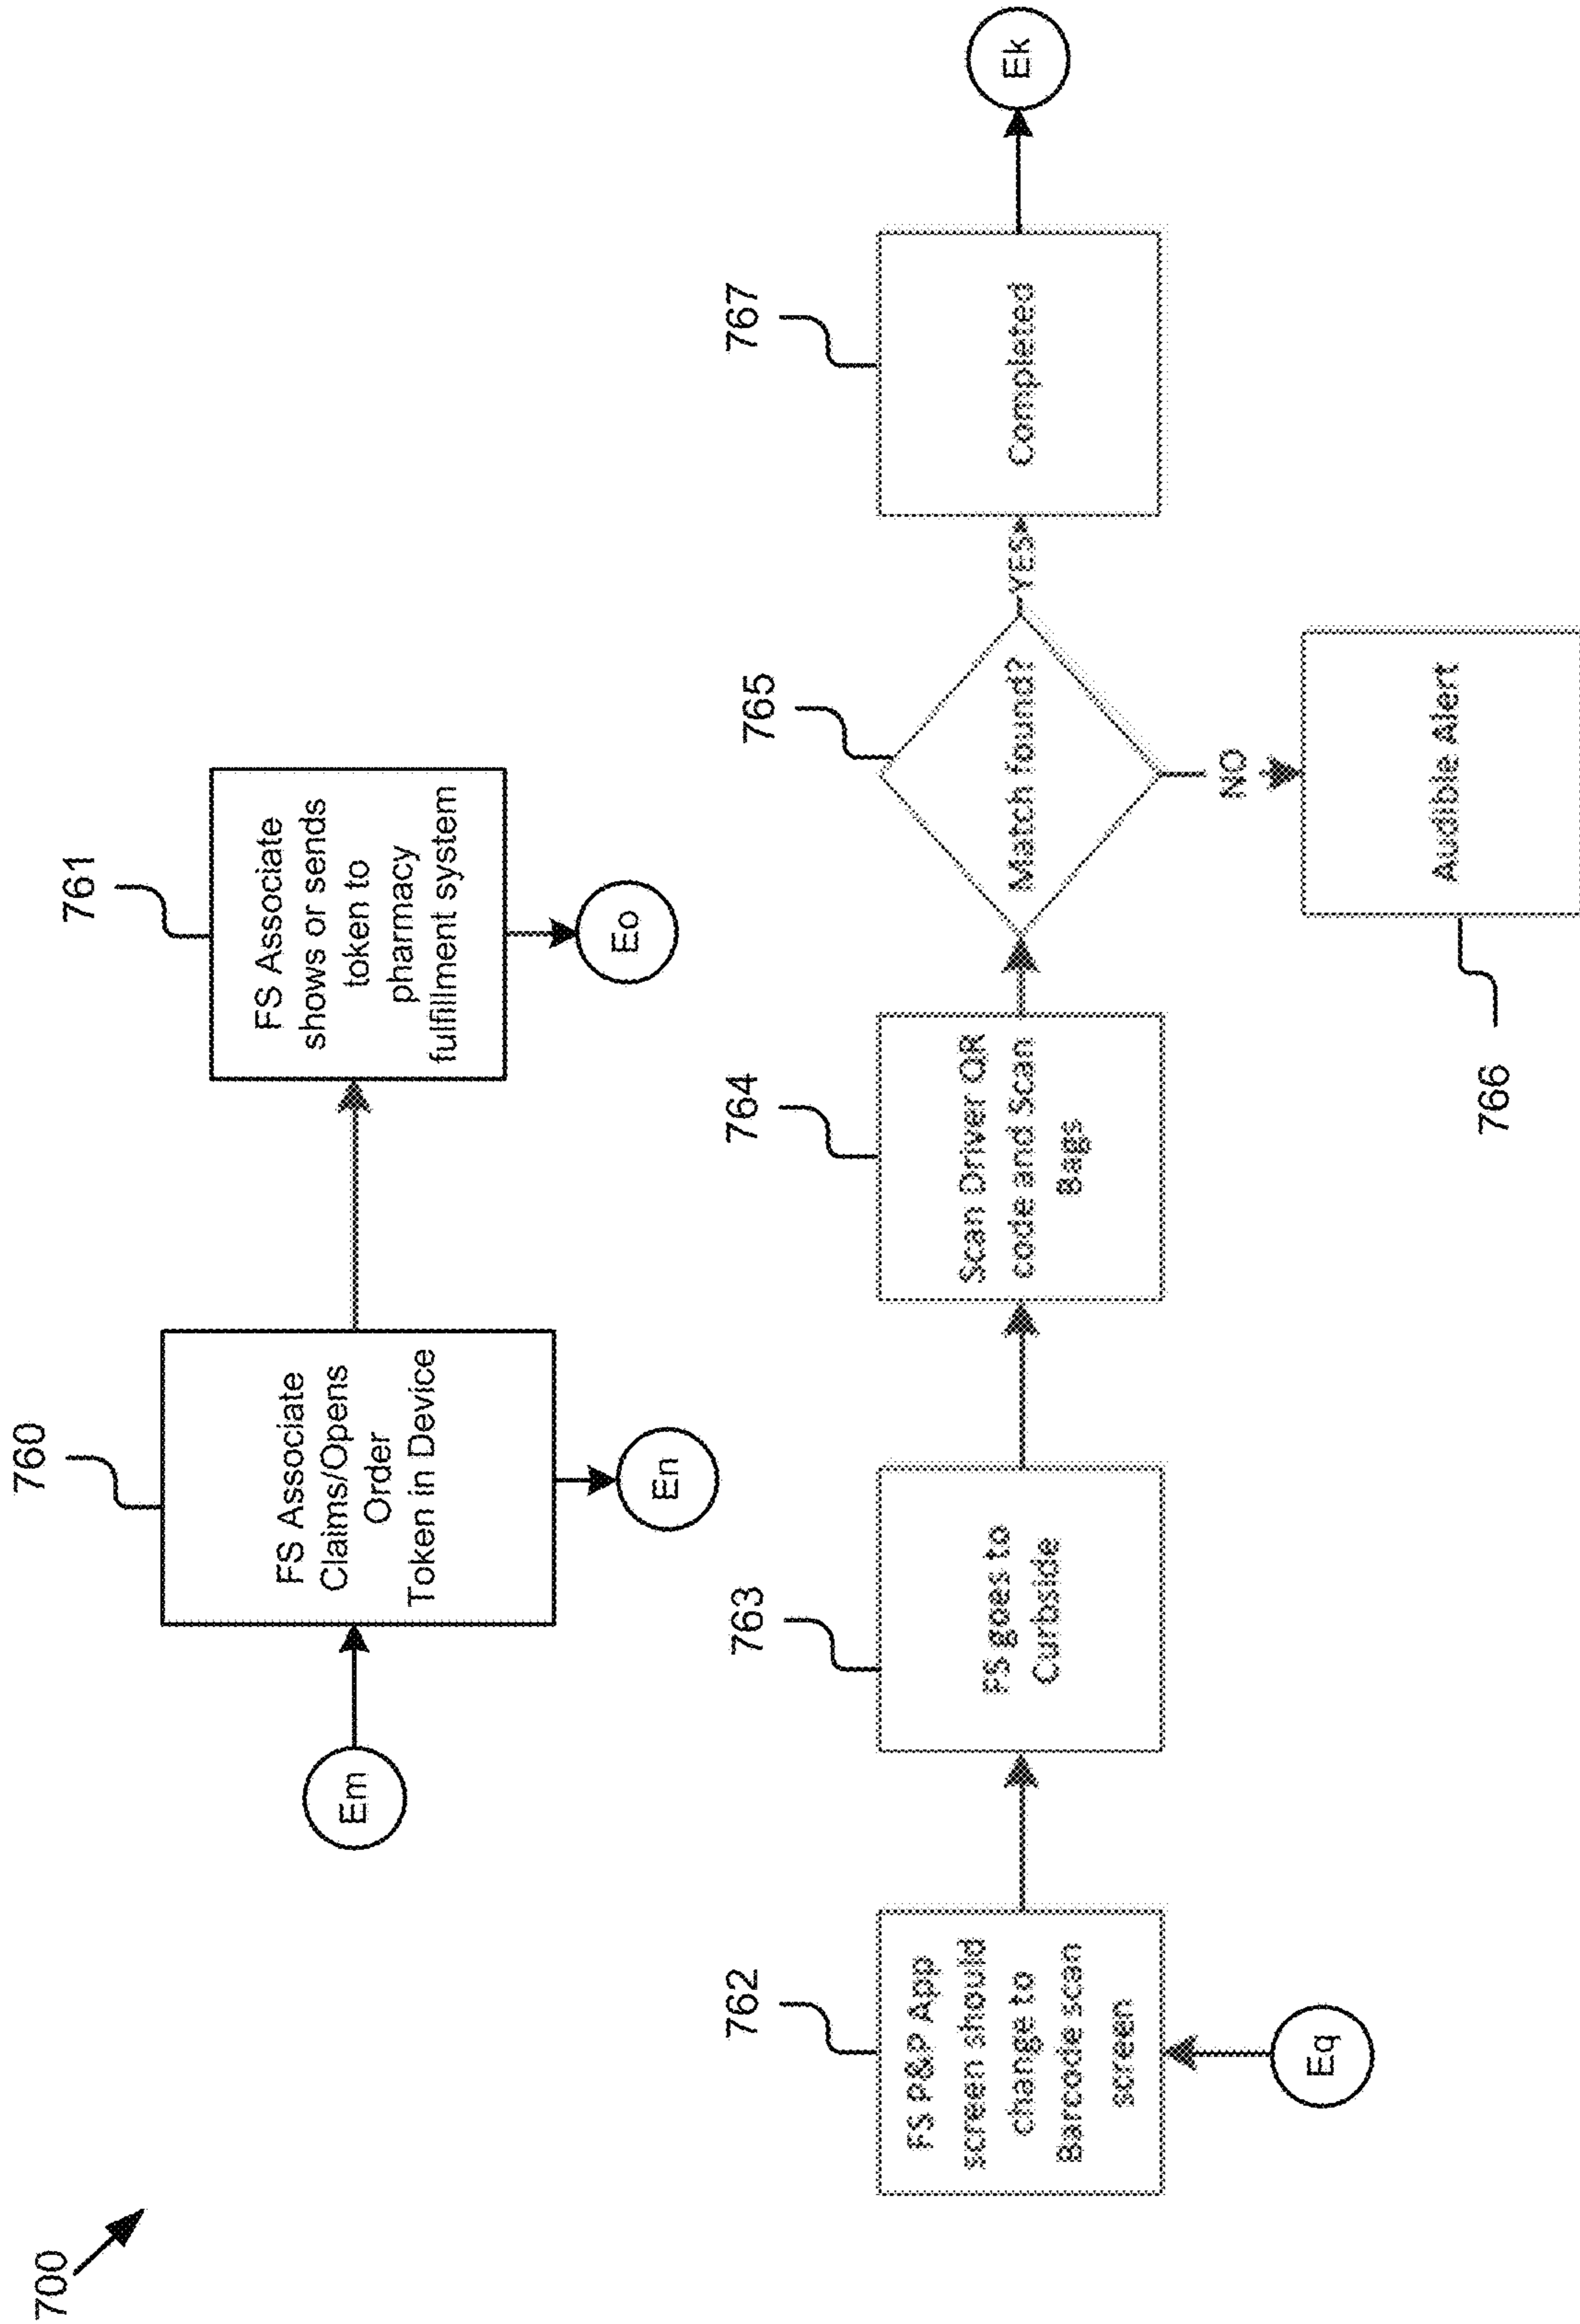 700
760
FS Associate
Claims/Opens
Order
Token in Device
Em
En
761
FS Associate
shows or sends
token to
pharmacy
fulfillment system
Eo
762
FS P&P App
screen should
change to
Barcode scan
screen
Eq
763
FS goes to
Curbside
764
Scan Driver QR
code and Scan
Bags
765
Match found?
YES
NO
766
Audible Alert
767
Completed
Ek